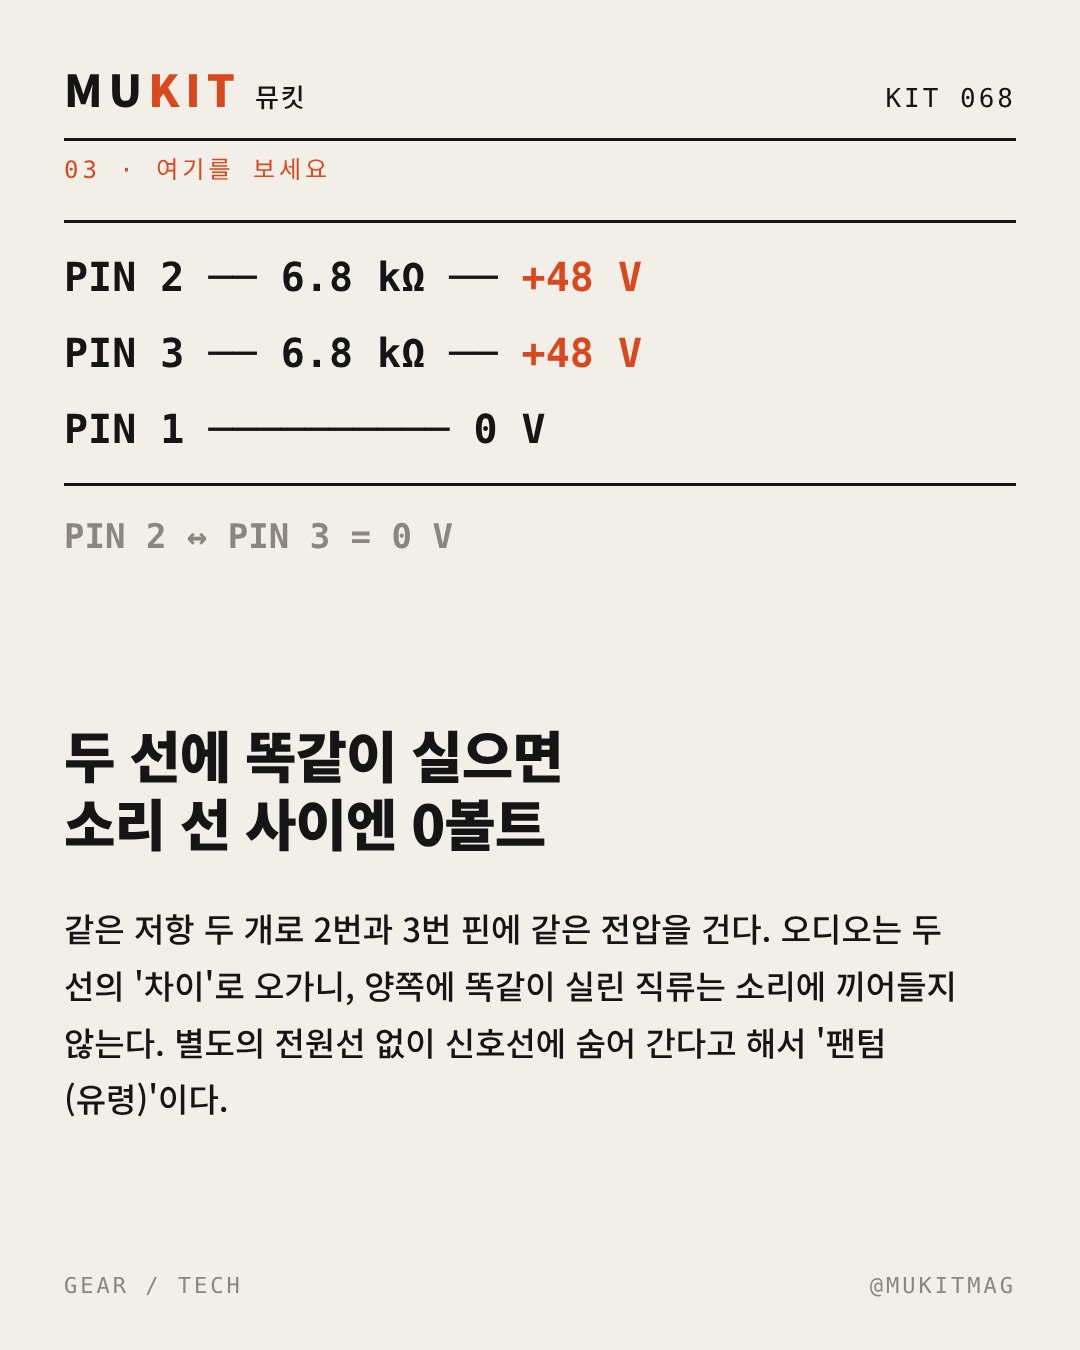 MUKIT 뮤킷
KIT 068
03 · 여기를 보세요
PIN 2 ── 6.8 kΩ ── +48 V
PIN 3 ── 6.8 kΩ ── +48 V
PIN 1 ────────── 0 V
PIN 2 ↔ PIN 3 = 0 V
두 선에 똑같이 실으면
소리 선 사이엔 0볼트
같은 저항 두 개로 2번과 3번 핀에 같은 전압을 건다. 오디오는 두
선의 '차이'로 오가니, 양쪽에 똑같이 실린 직류는 소리에 끼어들지
않는다. 별도의 전원선 없이 신호선에 숨어 간다고 해서 '팬텀
(유령)'이다.
GEAR / TECH
@MUKITMAG